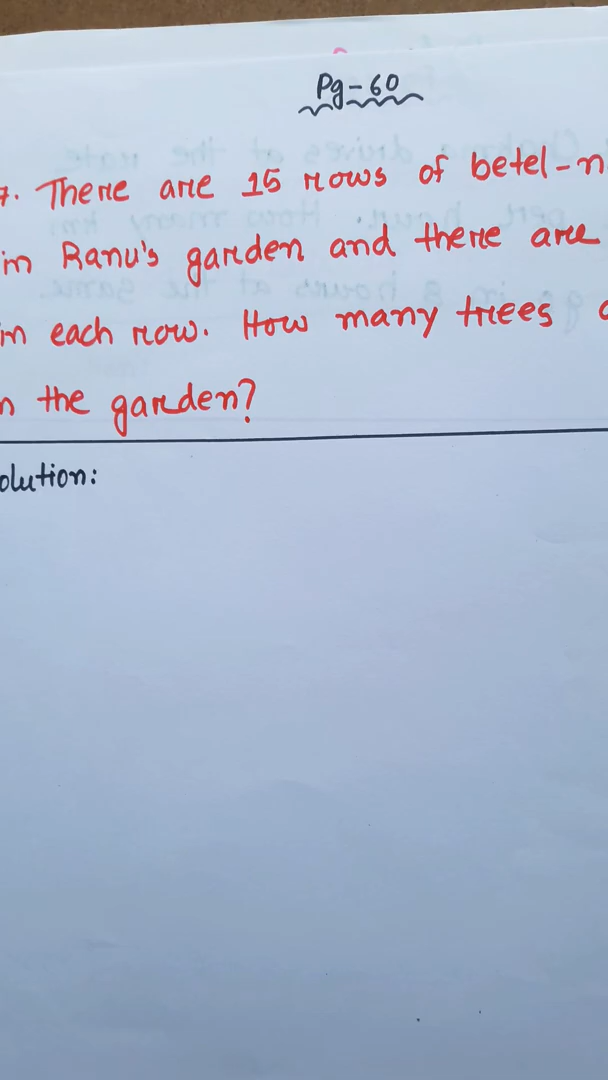 Pg-60
7. There are 15 rows of betel-n
in Ranu's garden and there are
in each row. How many trees
n the garden?
olution: